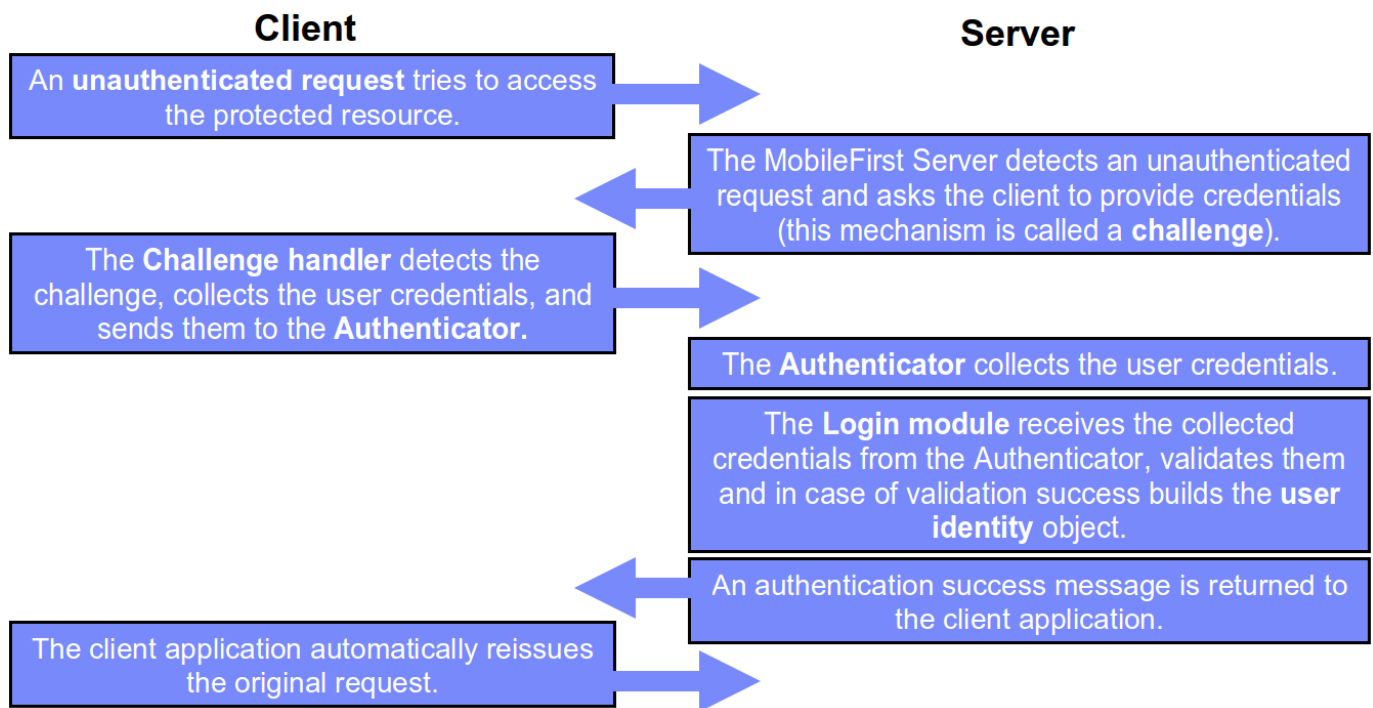 Client
Server
An unauthenticated request tries to access
the protected resource.
The MobileFirst Server detects an unauthenticated
request and asks the client to provide credentials
(this mechanism is called a challenge).
The Challenge handler detects the
challenge, collects the user credentials, and
sends them to the Authenticator.
The Authenticator collects the user credentials.
The Login module receives the collected
credentials from the Authenticator, validates them
and in case of validation success builds the user
identity object.
An authentication success message is returned to
the client application.
The client application automatically reissues
the original request.